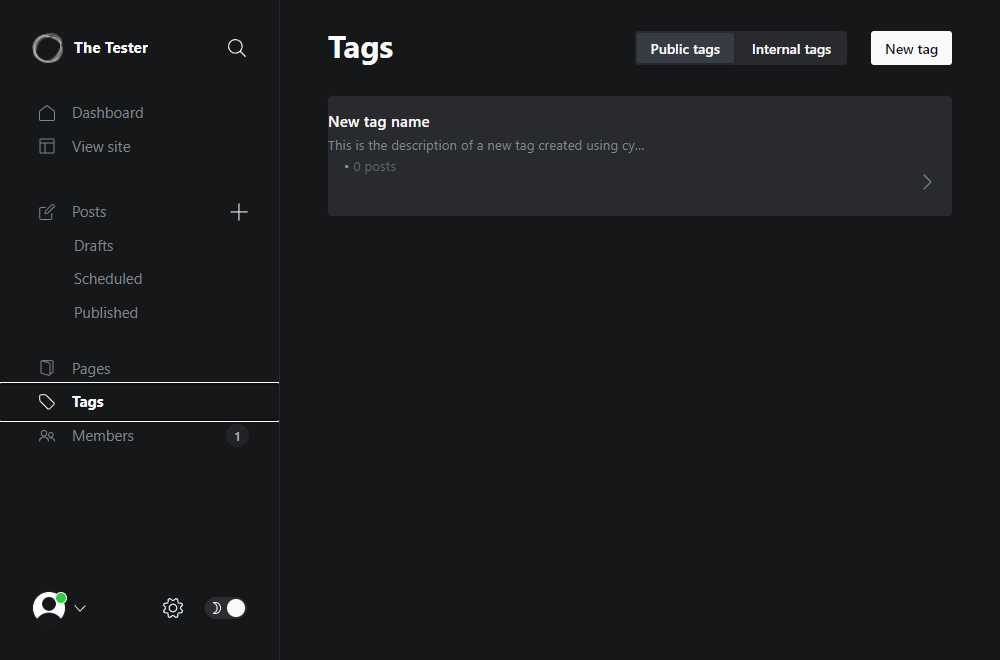 The Tester
Dashboard
View site
Posts
Drafts
Scheduled
Published
Pages
Tags
Members
1
Tags
Public tags
Internal tags
New tag
New tag name
This is the description of a new tag created using cy...
• 0 posts